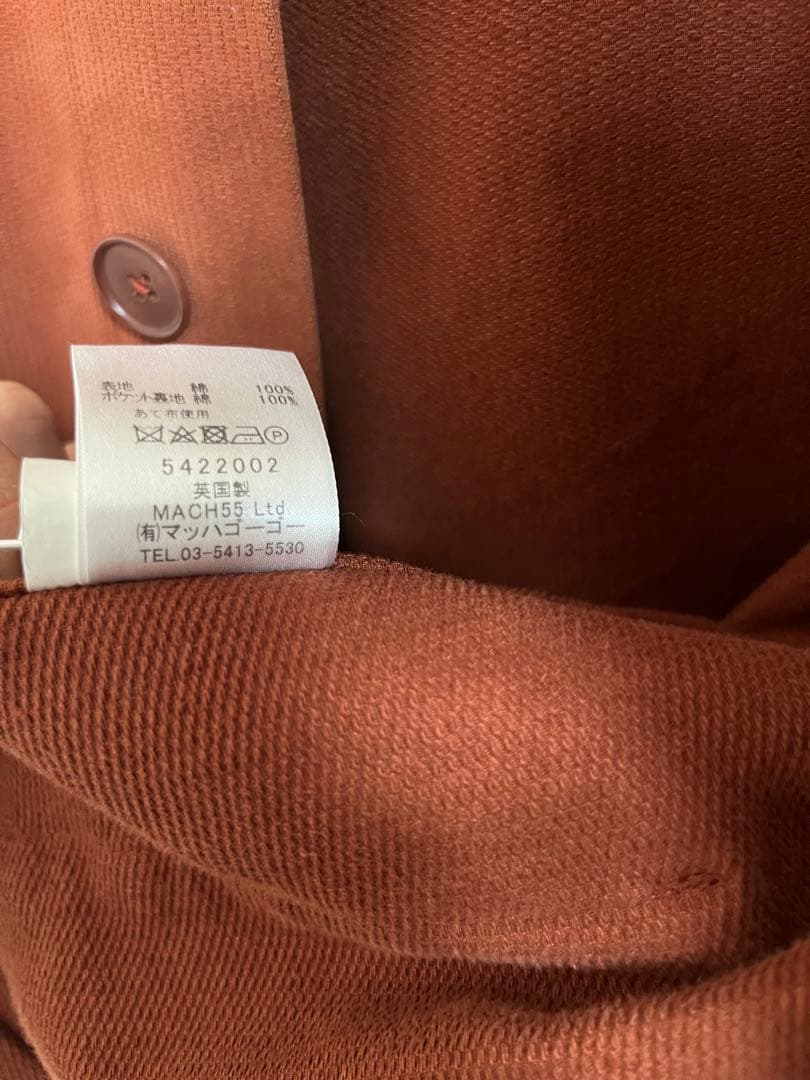 表地 綿 100%
ポケット裏地 綿 100%
あて布使用
P
5422002
英国製
MACH55 Ltd
(有)マッハゴーゴー
TEL.03-5413-5530